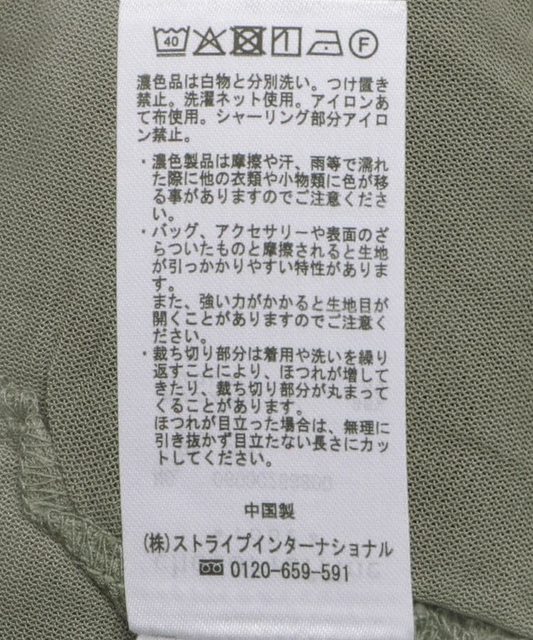 40 F
濃色品は白物と分別洗い。つけ置き
禁止。洗濯ネット使用。アイロンあ
て布使用。シャーリング部分アイロ
ン禁止。
・濃色製品は摩擦や汗、雨等で濡れ
た際に他の衣類や小物類に色が移
る事がありますのでご注意くださ
い。
・バッグ、アクセサリーや表面のざ
らついたものと摩擦されると生地
が引っかかりやすい特性がありま
す。
また、強い力がかかると生地目が
開くことがありますのでご注意く
ださい。
・裁ち切り部分は着用や洗いを繰り
返すことにより、ほつれが増して
きたり、裁ち切り部分が丸まって
くることがあります。
ほつれが目立った場合は、無理に
引き抜かず目立たない長さにカッ
トしてください。
中国製
(株)ストライプインターナショナル
0120-659-591